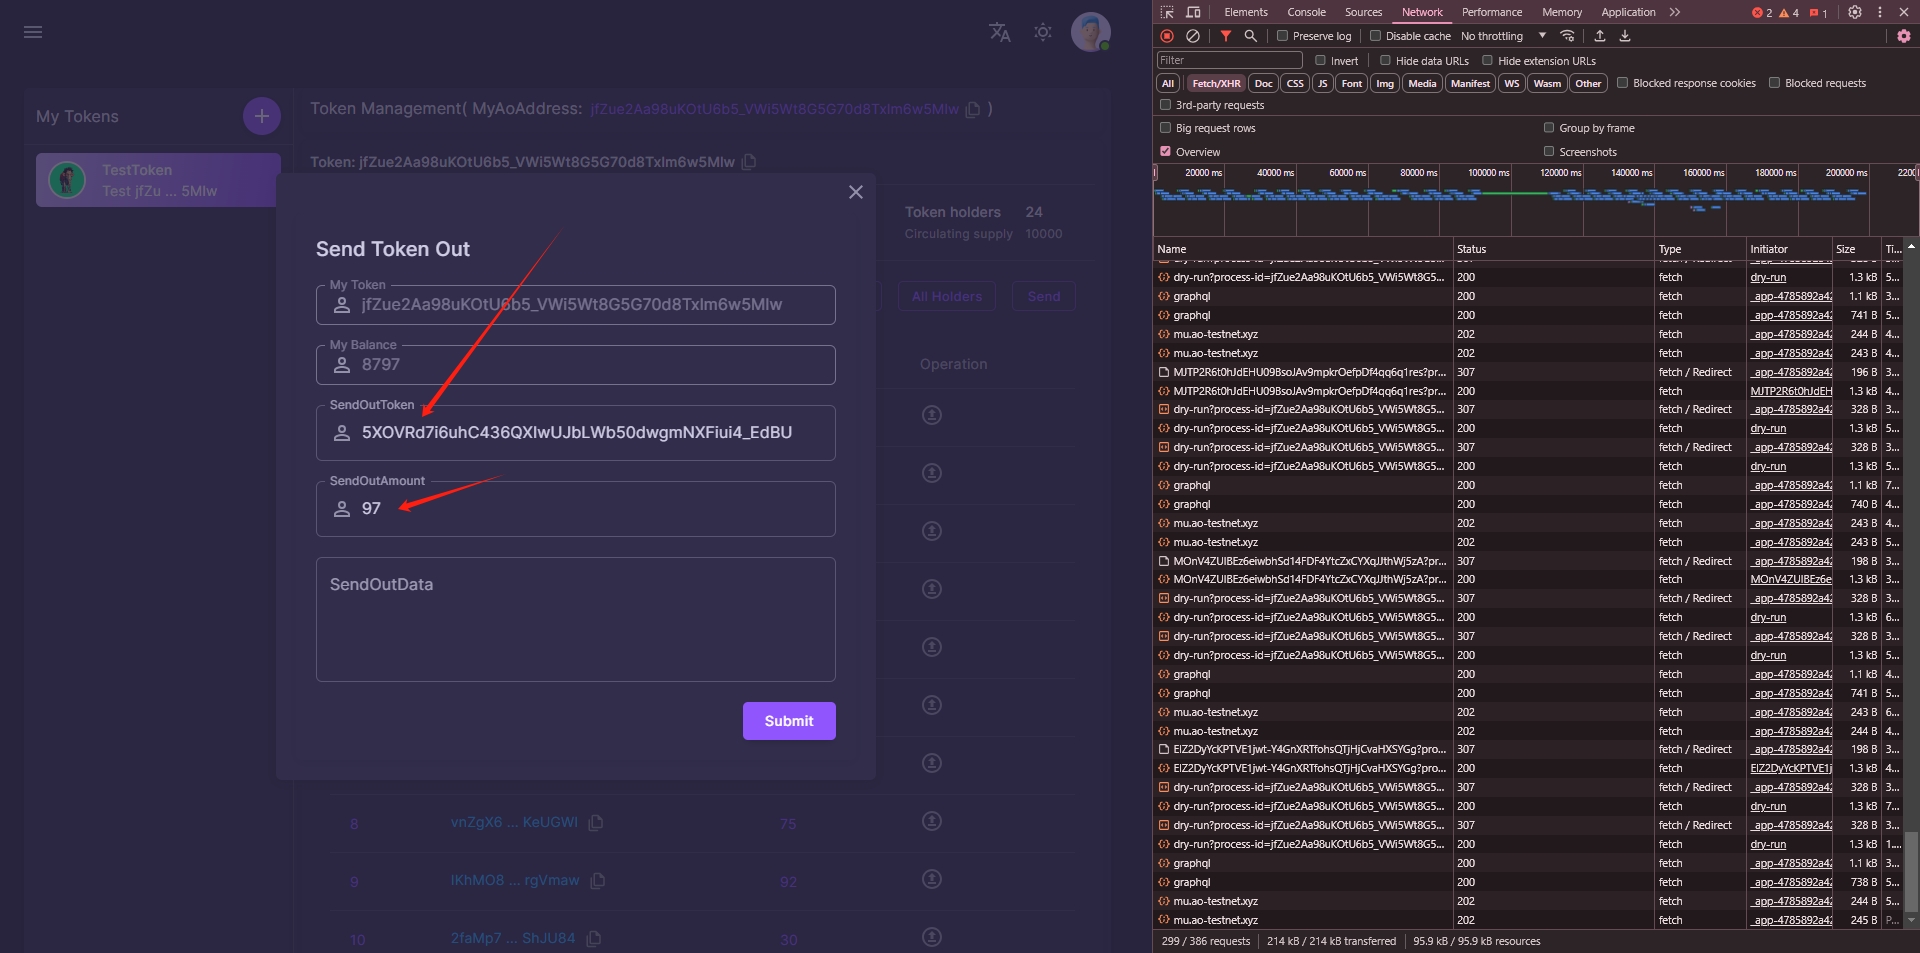 My Tokens
TestToken
Test jfZu ... 5MIw
Token Management( MyAoAddress: jfZue2Aa98uKOtU6b5_VWi5Wt8G5G70d8TxIm6w5MIw )
Token: jfZue2Aa98uKOtU6b5_VWi5Wt8G5G70d8TxIm6w5MIw
Token holders 24
Circulating supply 10000
All Holders
Send
Operation
Send Token Out
My Token
jfZue2Aa98uKOtU6b5_VWi5Wt8G5G70d8TxIm6w5MIw
My Balance
8797
SendOutToken
5XOVRd7i6uhC436QXIwUJbLWb50dwgmNXFiui4_EdBU
SendOutAmount
97
SendOutData
Submit
8 vnZgX6 ... KeUGWI 75
9 IKhMO8 ... rgVmaw 92
10 2faMp7 ... ShJU84 30
Elements Console Sources Network Performance Memory Application 2 4 1
Preserve log Disable cache No throttling
Filter Invert Hide data URLs Hide extension URLs
All Fetch/XHR Doc CSS JS Font Img Media Manifest WS Wasm Other Blocked response cookies Blocked requests
3rd-party requests
Big request rows Group by frame
Overview Screenshots
20000 ms 40000 ms 60000 ms 80000 ms 100000 ms 120000 ms 140000 ms 160000 ms 180000 ms 200000 ms 2200
Name Status Type Initiator Size Ti...
dry-run?process-id=jfZue2Aa98uKOtU6b5_VWi5Wt8G5... 200 fetch dry-run 1.3 kB 5...
graphql 200 fetch _app-4785892a42 1.1 kB 3...
graphql 200 fetch _app-4785892a42 741 B 5...
mu.ao-testnet.xyz 202 fetch _app-4785892a42 244 B 4...
mu.ao-testnet.xyz 202 fetch _app-4785892a42 243 B 4...
MJTP2R6t0hJdEHU09BsoJAv9mpkrOefpDf4qq6q1res?pr... 307 fetch / Redirect _app-4785892a42 196 B 3...
MJTP2R6t0hJdEHU09BsoJAv9mpkrOefpDf4qq6q1res?pr... 200 fetch MJTP2R6t0hJdEH 1.3 kB 4...
dry-run?process-id=jfZue2Aa98uKOtU6b5_VWi5Wt8G5... 307 fetch / Redirect _app-4785892a42 328 B 3...
dry-run?process-id=jfZue2Aa98uKOtU6b5_VWi5Wt8G5... 200 fetch dry-run 1.3 kB 5...
dry-run?process-id=jfZue2Aa98uKOtU6b5_VWi5Wt8G5... 307 fetch / Redirect _app-4785892a42 328 B 3...
dry-run?process-id=jfZue2Aa98uKOtU6b5_VWi5Wt8G5... 200 fetch dry-run 1.3 kB 5...
graphql 200 fetch _app-4785892a42 1.1 kB 7...
graphql 200 fetch _app-4785892a42 740 B 4...
mu.ao-testnet.xyz 202 fetch _app-4785892a42 243 B 4...
mu.ao-testnet.xyz 202 fetch _app-4785892a42 242 B 4...
MOnV4ZUIBEz6eiwbhSd14FDF4YtcZxCYXqJJthWj5zA?pr... 307 fetch / Redirect _app-4785892a42 198 B 3...
MOnV4ZUIBEz6eiwbhSd14FDF4YtcZxCYXqJJthWj5zA?pr... 200 fetch MOnV4ZUIBEz6e 1.3 kB 3...
dry-run?process-id=jfZue2Aa98uKOtU6b5_VWi5Wt8G5... 307 fetch / Redirect _app-4785892a42 328 B 3...
dry-run?process-id=jfZue2Aa98uKOtU6b5_VWi5Wt8G5... 200 fetch dry-run 1.3 kB 6...
dry-run?process-id=jfZue2Aa98uKOtU6b5_VWi5Wt8G5... 307 fetch / Redirect _app-4785892a42 328 B 3...
dry-run?process-id=jfZue2Aa98uKOtU6b5_VWi5Wt8G5... 200 fetch dry-run 1.3 kB 5...
graphql 200 fetch _app-4785892a42 1.1 kB 4...
graphql 200 fetch _app-4785892a42 741 B 5...
mu.ao-testnet.xyz 202 fetch _app-4785892a42 243 B 6...
mu.ao-testnet.xyz 202 fetch _app-4785892a42 244 B 4...
EIZ2DyYcKPTVE1jwt-Y4GnXRTfohsQTjHjCvaHXSYGg?pro... 307 fetch / Redirect _app-4785892a42 198 B 3...
EIZ2DyYcKPTVE1jwt-Y4GnXRTfohsQTjHjCvaHXSYGg?pro... 200 fetch EIZ2DyYcKPTVE1j 1.3 kB 4...
dry-run?process-id=jfZue2Aa98uKOtU6b5_VWi5Wt8G5... 307 fetch / Redirect _app-4785892a42 328 B 3...
dry-run?process-id=jfZue2Aa98uKOtU6b5_VWi5Wt8G5... 200 fetch dry-run 1.3 kB 7...
dry-run?process-id=jfZue2Aa98uKOtU6b5_VWi5Wt8G5... 307 fetch / Redirect _app-4785892a42 328 B 3...
dry-run?process-id=jfZue2Aa98uKOtU6b5_VWi5Wt8G5... 200 fetch dry-run 1.3 kB 1....
graphql 200 fetch _app-4785892a42 1.1 kB 3...
graphql 200 fetch _app-4785892a42 738 B 5...
mu.ao-testnet.xyz 202 fetch _app-4785892a42 244 B 5...
mu.ao-testnet.xyz 202 fetch _app-4785892a42 245 B P...
299 / 386 requests 214 kB / 214 kB transferred 95.9 kB / 95.9 kB resources